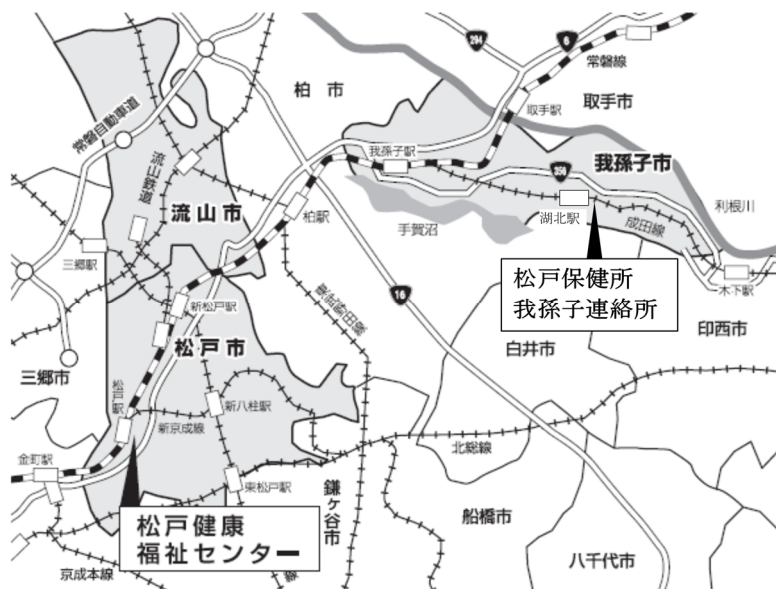 294
6
常磐線
柏市
取手駅
取手市
常磐自動車道
流山鉄道
我孫子駅
356
我孫子市
流山市
柏駅
手賀沼
湖北駅
成田線
利根川
三郷駅
新松戸駅
東武野田線
16
松戸保健所
我孫子連絡所
木下駅
印西市
松戸市
白井市
三郷市
松戸駅
新八柱駅
新京成線
金町駅
北総線
東松戸駅
鎌ヶ谷市
船橋市
松戸健康
福祉センター
八千代市
京成本線
線